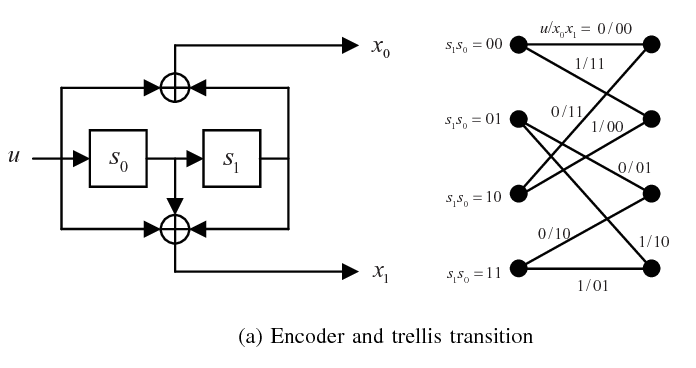 u
s₀
s₁
x₀
x₁
s₁s₀ = 00
u/x₀x₁ = 0/00
1/11
s₁s₀ = 01
0/11
1/00
0/01
s₁s₀ = 10
0/10
1/10
s₁s₀ = 11
1/01
(a) Encoder and trellis transition